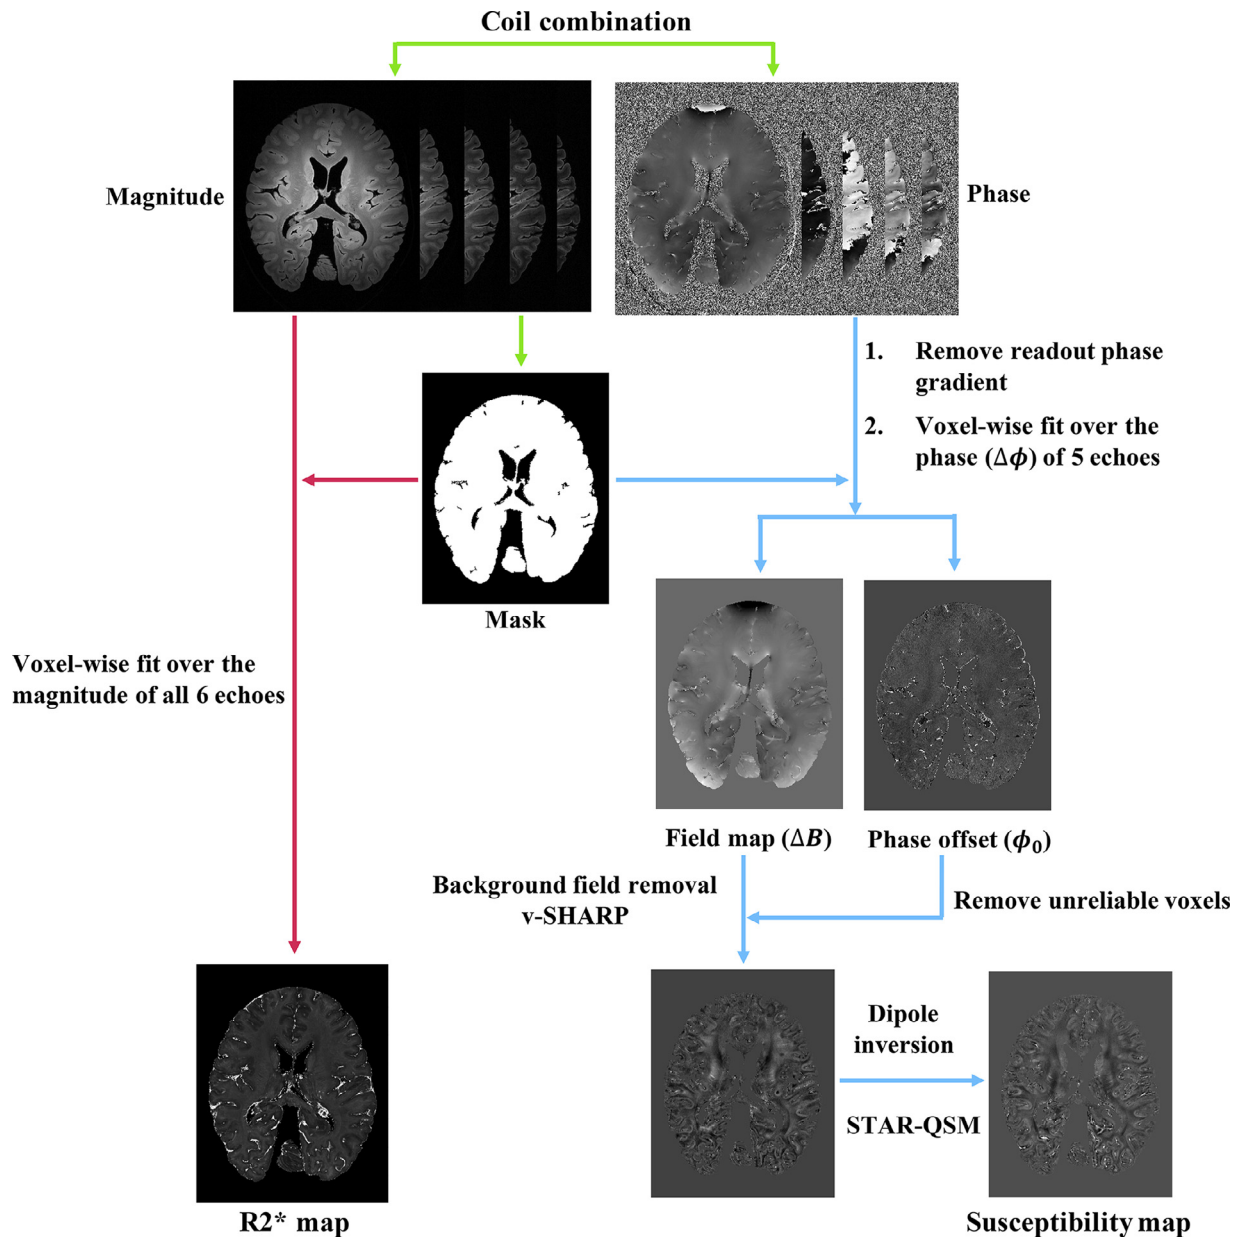 Coil combination
Magnitude
Phase
1. Remove readout phase
gradient
2. Voxel-wise fit over the
phase (Δϕ) of 5 echoes
Mask
Voxel-wise fit over the
magnitude of all 6 echoes
Field map (ΔB)
Phase offset (ϕ₀)
Background field removal
v-SHARP
Remove unreliable voxels
Dipole
inversion
STAR-QSM
R2* map
Susceptibility map